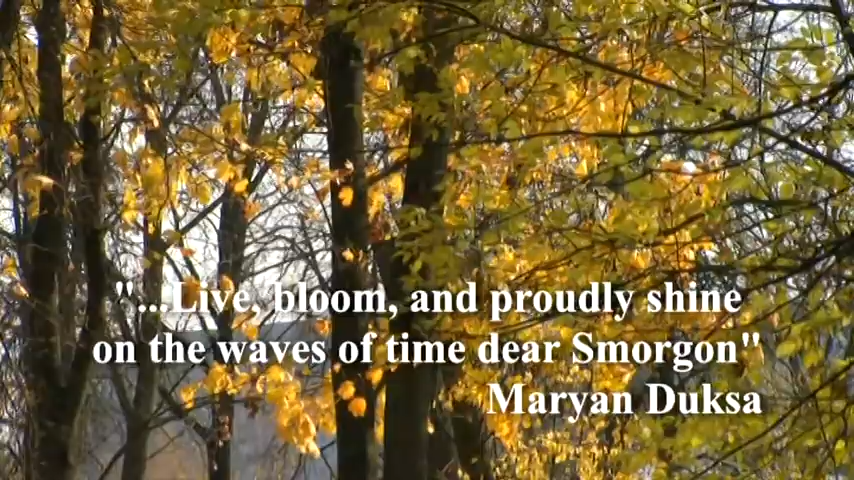 "...Live, bloom, and proudly shine
on the waves of time dear Smorgon"
Maryan Duksa